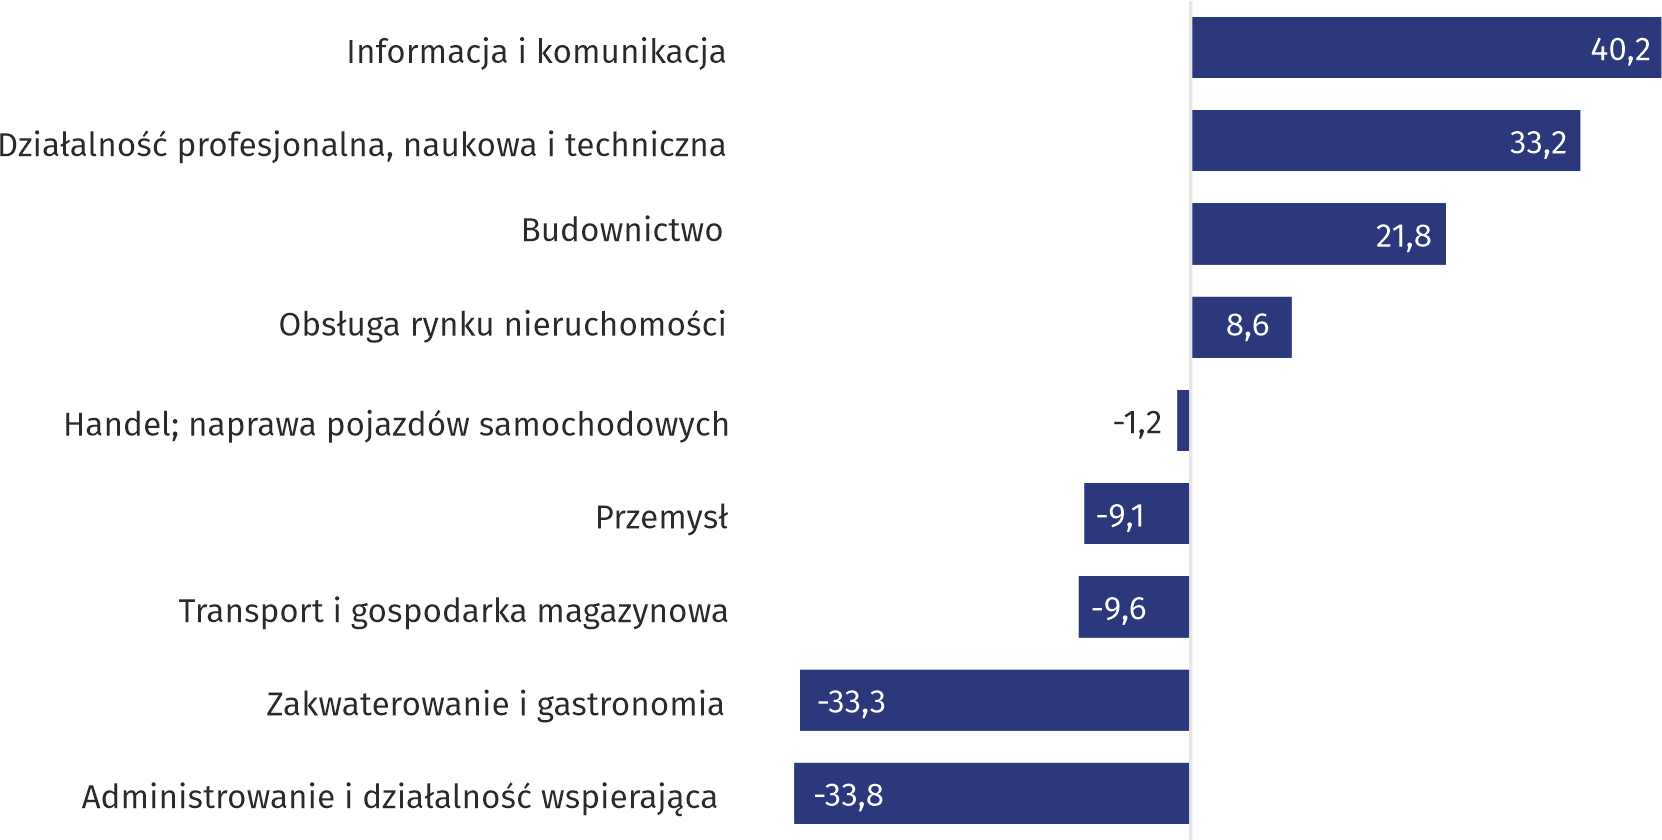 Informacja i komunikacja 40,2
Działalność profesjonalna, naukowa i techniczna 33,2
Budownictwo 21,8
Obsługa rynku nieruchomości 8,6
Handel; naprawa pojazdów samochodowych -1,2
Przemysł -9,1
Transport i gospodarka magazynowa -9,6
Zakwaterowanie i gastronomia -33,3
Administrowanie i działalność wspierająca -33,8